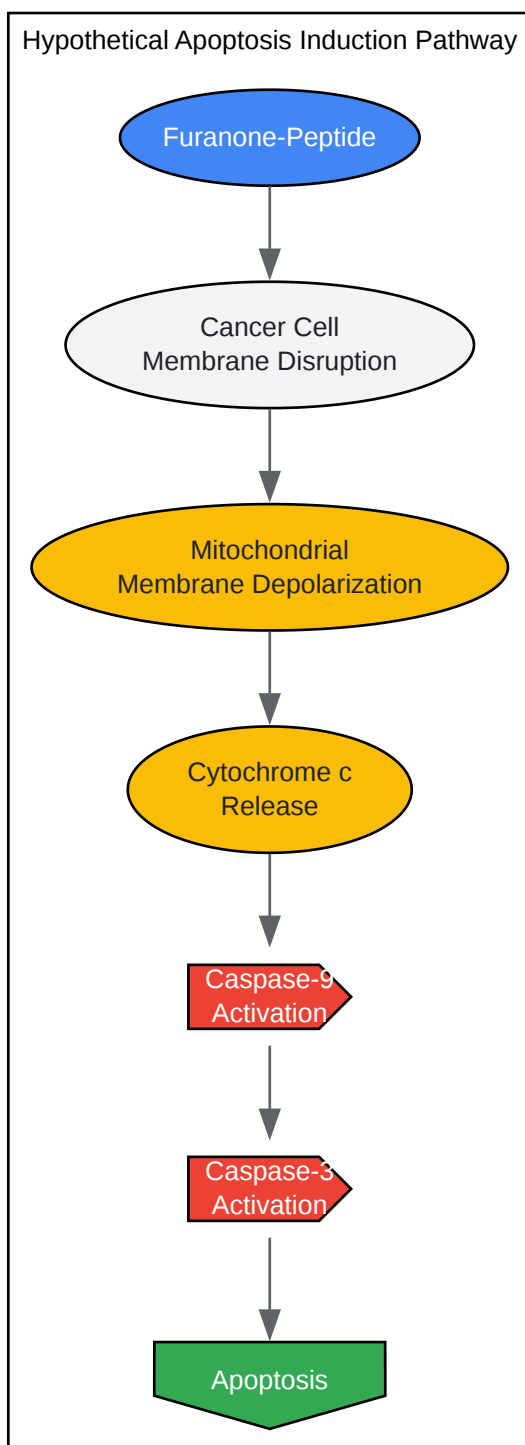 Hypothetical Apoptosis Induction Pathway
Furanone-Peptide
Cancer Cell
Membrane Disruption
Mitochondrial
Membrane Depolarization
Cytochrome c
Release
Caspase-9
Activation
Caspase-3
Activation
Apoptosis